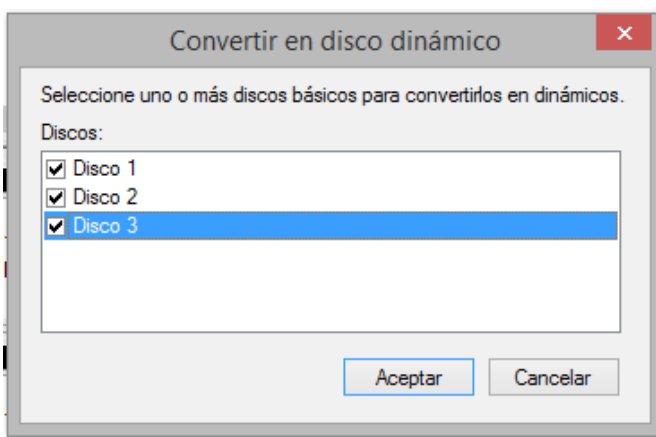 Convertir en disco dinámico
Seleccione uno o más discos básicos para convertirlos en dinámicos.
Discos:
Disco 1
Disco 2
Disco 3
Aceptar
Cancelar